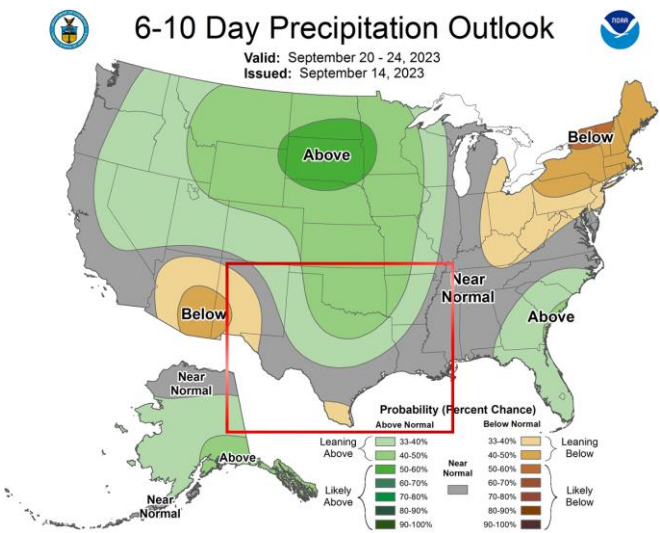 6-10 Day Precipitation Outlook
NOAA
Valid: September 20 - 24, 2023
Issued: September 14, 2023
Above
Below
Below
Near
Normal
Above
Near
Normal
Above
Near
Normal
Probability (Percent Chance)
Above Normal
Below Normal
Leaning
Above
33-40%
40-50%
Likely
Above
50-60%
60-70%
70-80%
80-90%
90-100%
Near
Normal
33-40%
40-50%
Leaning
Below
50-60%
60-70%
70-80%
80-90%
90-100%
Likely
Below